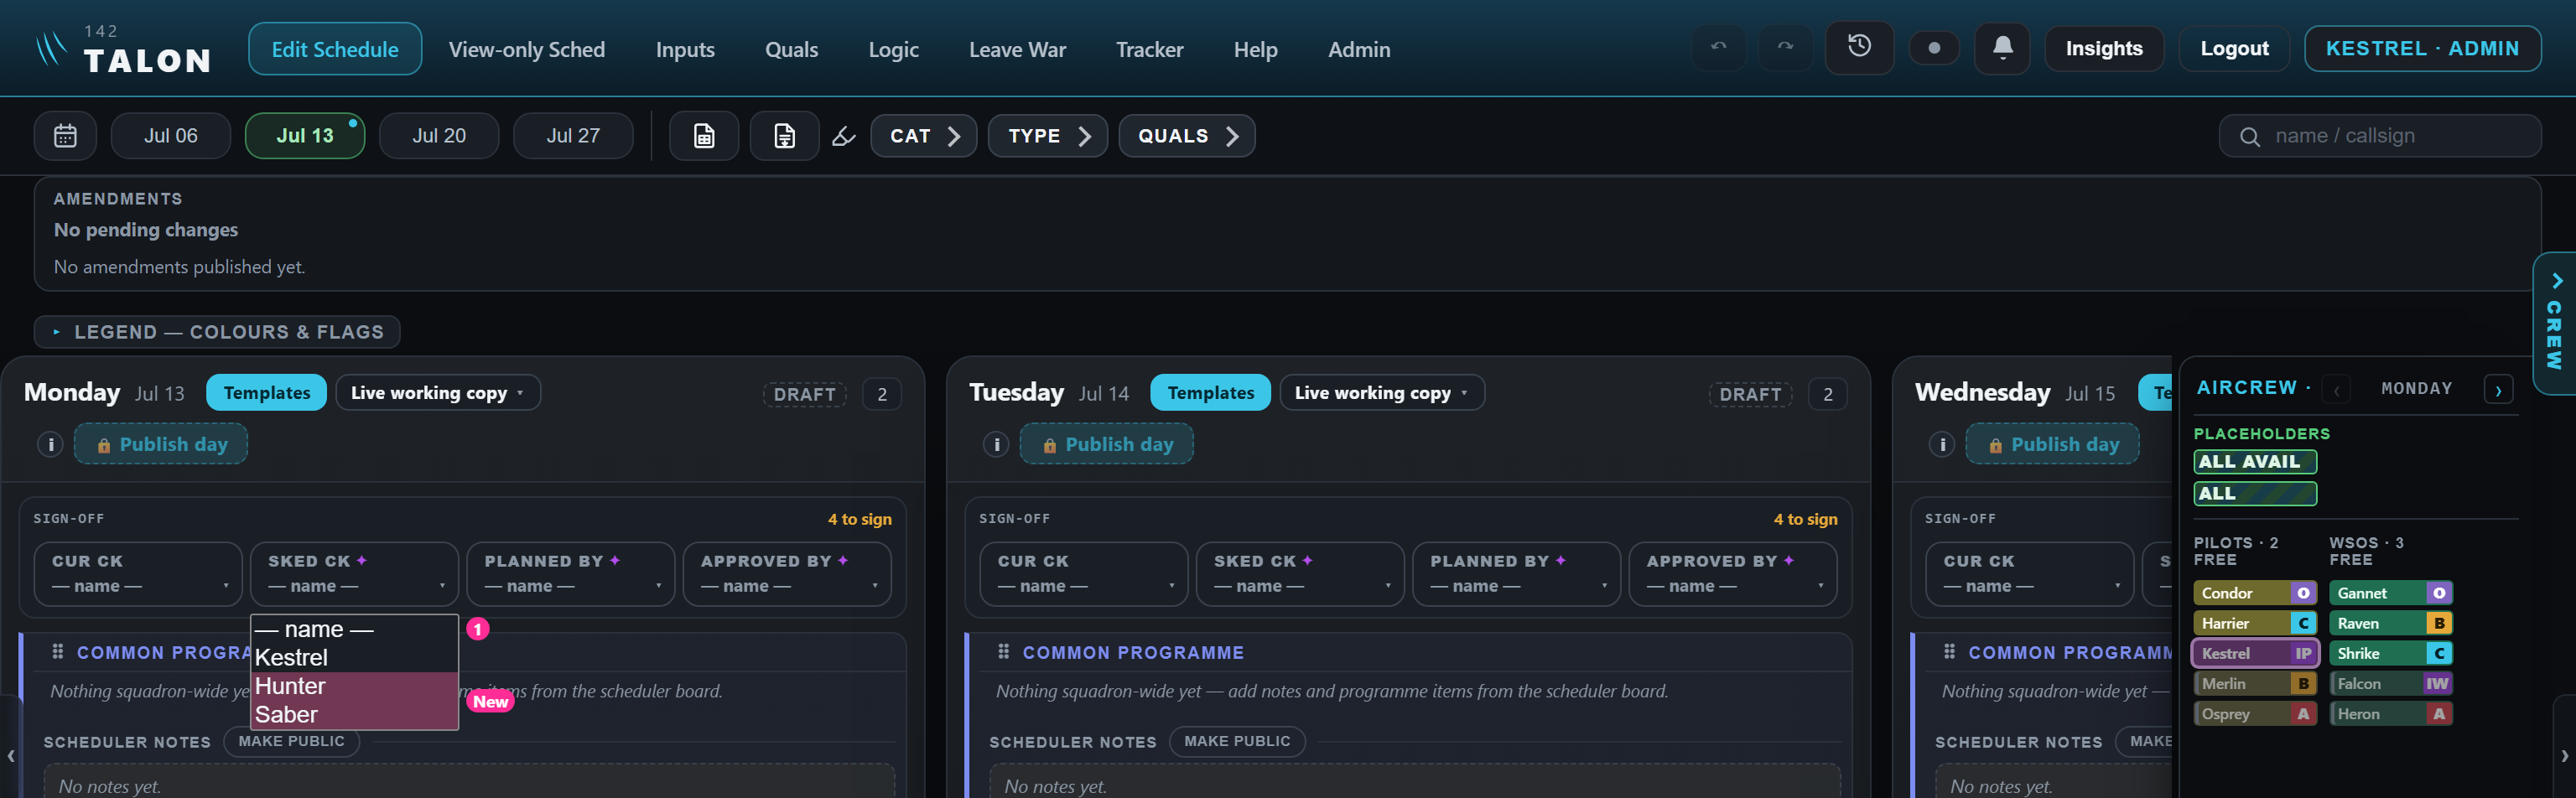 142
TALON
Edit Schedule
View-only Sched
Inputs
Quals
Logic
Leave War
Tracker
Help
Admin
Insights
Logout
KESTREL · ADMIN
Jul 06
Jul 13
Jul 20
Jul 27
CAT
TYPE
QUALS
name / callsign
AMENDMENTS
No pending changes
No amendments published yet.
CREW
LEGEND — COLOURS & FLAGS
Monday Jul 13 Templates Live working copy DRAFT 2
i Publish day
SIGN-OFF 4 to sign
CUR CK
— name —
SKED CK
— name —
PLANNED BY
— name —
APPROVED BY
— name —
— name —
Kestrel
Hunter
Saber
1
New
COMMON PROGRA
Nothing squadron-wide ye
items from the scheduler board.
SCHEDULER NOTES MAKE PUBLIC
No notes yet.
Tuesday Jul 14 Templates Live working copy DRAFT 2
i Publish day
SIGN-OFF 4 to sign
CUR CK
— name —
SKED CK
— name —
PLANNED BY
— name —
APPROVED BY
— name —
COMMON PROGRAMME
Nothing squadron-wide yet — add notes and programme items from the scheduler board.
SCHEDULER NOTES MAKE PUBLIC
No notes yet.
Wednesday Jul 15 Te
i Publish day
SIGN-OFF
CUR CK
— name —
S
—
COMMON PROGRAMM
Nothing squadron-wide yet —
SCHEDULER NOTES MAKE
No notes yet.
AIRCREW · MONDAY
PLACEHOLDERS
ALL AVAIL
ALL
PILOTS · 2 FREE
Condor O
Harrier C
Kestrel IP
Merlin B
Osprey A
WSOS · 3 FREE
Gannet O
Raven B
Shrike C
Falcon IW
Heron A